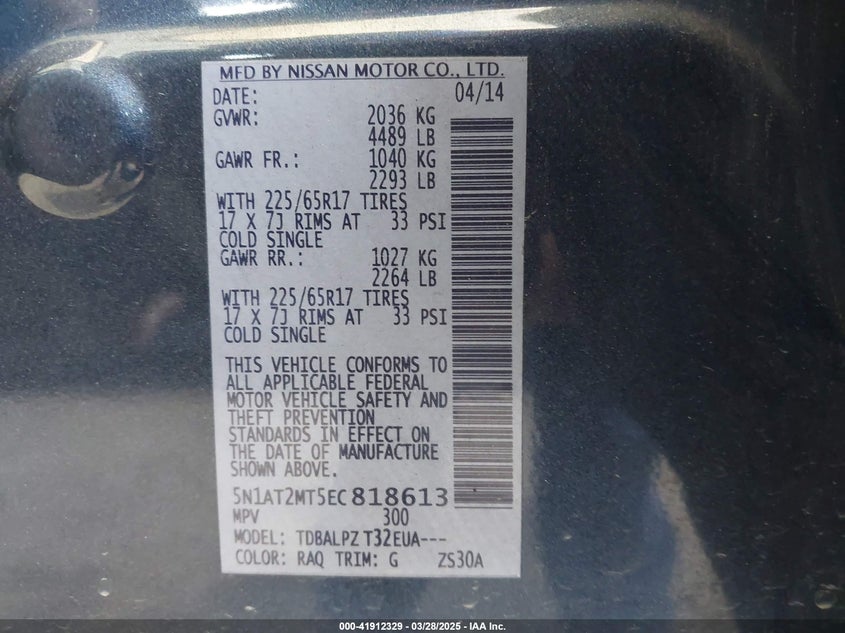 MFD BY NISSAN MOTOR CO., LTD.
DATE: 04/14
GVWR: 2036 KG
4489 LB
GAWR FR.: 1040 KG
2293 LB
WITH 225/65R17 TIRES
17 X 7J RIMS AT 33 PSI
COLD SINGLE
GAWR RR.: 1027 KG
2264 LB
WITH 225/65R17 TIRES
17 X 7J RIMS AT 33 PSI
COLD SINGLE
THIS VEHICLE CONFORMS TO
ALL APPLICABLE FEDERAL
MOTOR VEHICLE SAFETY AND
THEFT PREVENTION
STANDARDS IN EFFECT ON
THE DATE OF MANUFACTURE
SHOWN ABOVE.
5N1AT2MT5EC818613
MPV 300
MODEL: TDBALPZ T32EUA---
COLOR: RAQ TRIM: G ZS30A
000-41912329 — 03/28/2025 — IAA Inc.